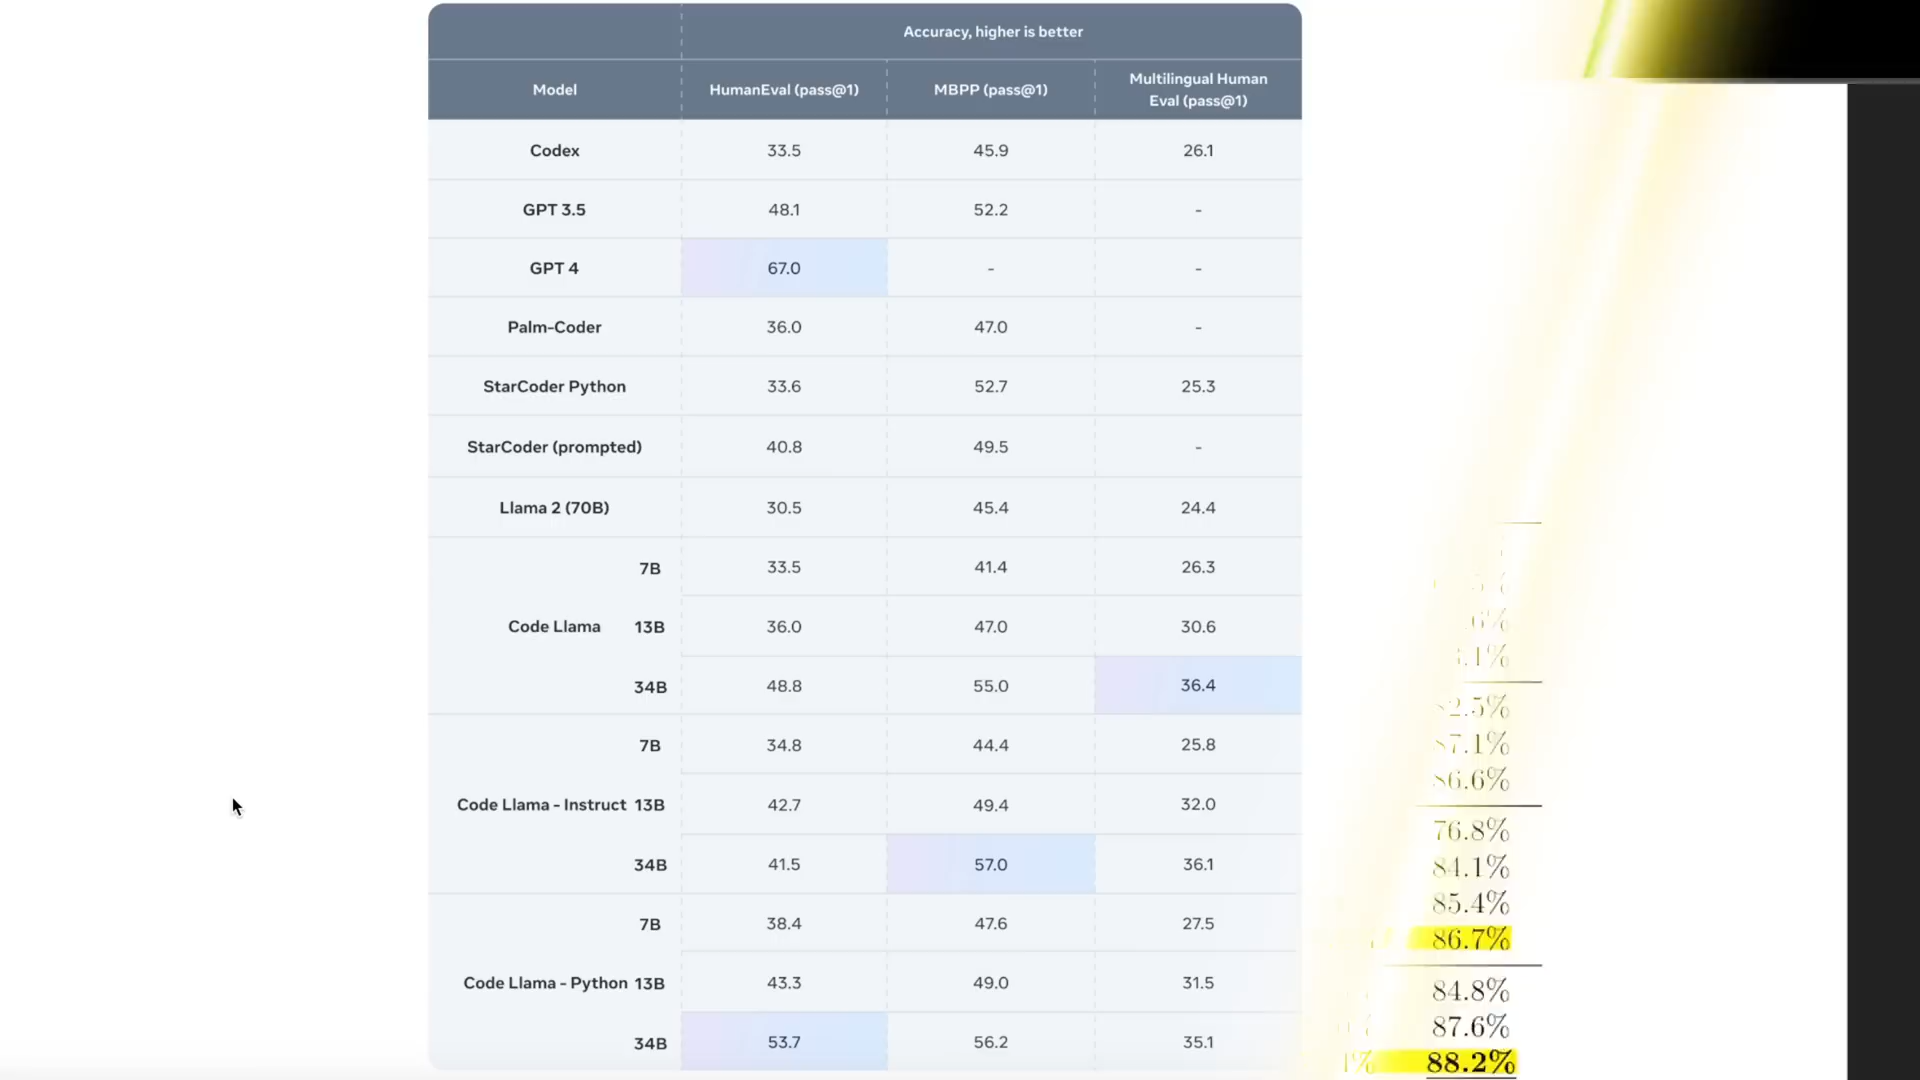 Accuracy, higher is better
Model HumanEval (pass@1) MBPP (pass@1) Multilingual Human Eval (pass@1)
Codex 33.5 45.9 26.1
GPT 3.5 48.1 52.2 -
GPT 4 67.0 - -
Palm-Coder 36.0 47.0 -
StarCoder Python 33.6 52.7 25.3
StarCoder (prompted) 40.8 49.5 -
Llama 2 (70B) 30.5 45.4 24.4
7B 33.5 41.4 26.3
Code Llama 13B 36.0 47.0 30.6
34B 48.8 55.0 36.4
7B 34.8 44.4 25.8
Code Llama - Instruct 13B 42.7 49.4 32.0
34B 41.5 57.0 36.1
7B 38.4 47.6 27.5
Code Llama - Python 13B 43.3 49.0 31.5
34B 53.7 56.2 35.1
76.8%
84.1%
85.4%
86.7%
84.8%
87.6%
88.2%